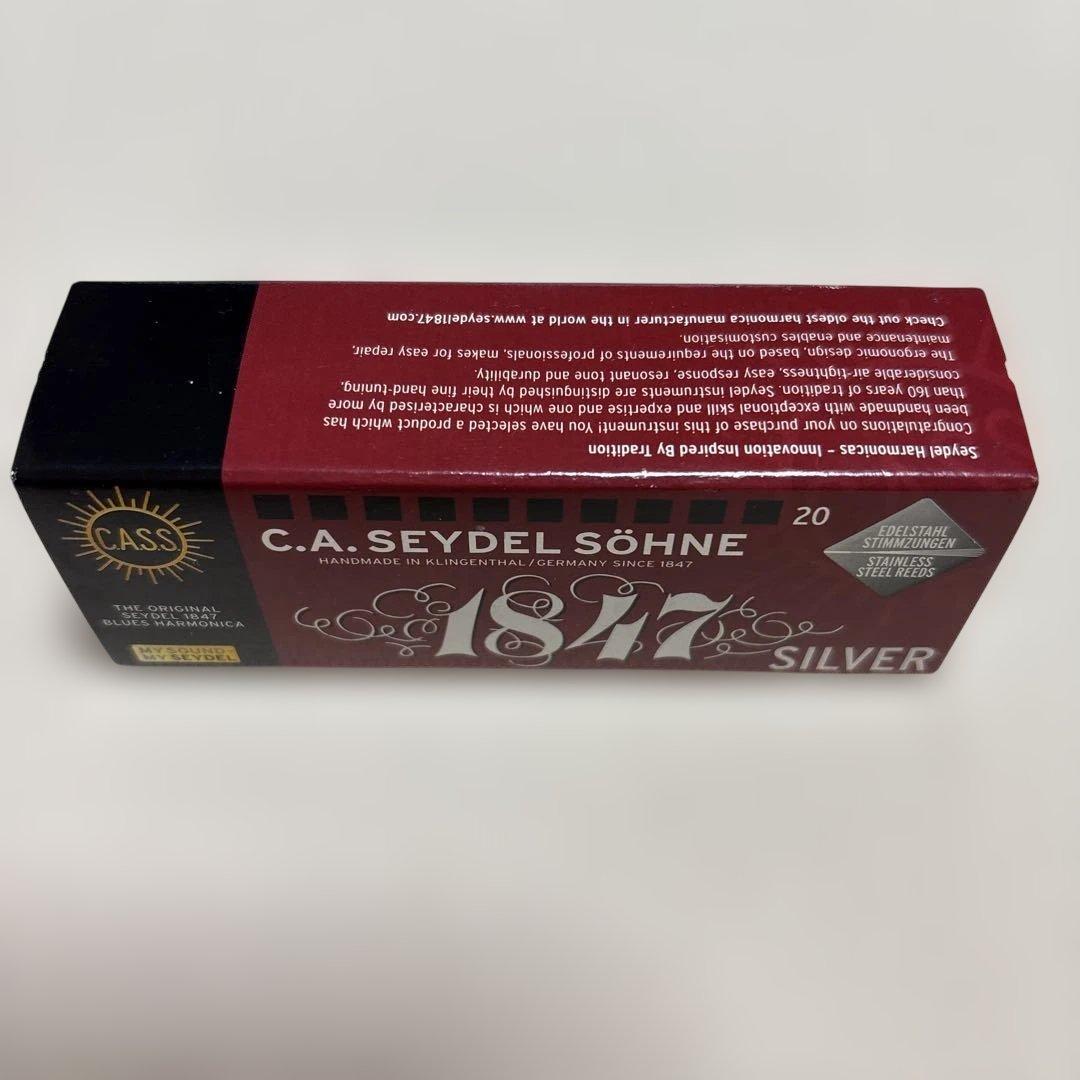 Seydel Harmonicas – Innovation Inspired By Tradition
Congratulations on your purchase of this instrument! You have selected a product which has
been handmade with exceptional skill and expertise and one which is characterised by more
than 160 years of tradition. Seydel instruments are distinguished by their fine hand-tuning,
considerable air-tightness, easy response, resonant tone and durability.
The ergonomic design, based on the requirements of professionals, makes for easy repair,
maintenance and enables customisation.
Check out the oldest harmonica manufacturer in the world at www.seydel1847.com
C.A.S.S.
THE ORIGINAL
SEYDEL 1847
BLUES HARMONICA
MY SOUND-
MY SEYDEL
20
C.A. SEYDEL SÖHNE
HANDMADE IN KLINGENTHAL/GERMANY SINCE 1847
1847
SILVER
EDELSTAHL
STIMMZUNGEN
STAINLESS
STEEL REEDS